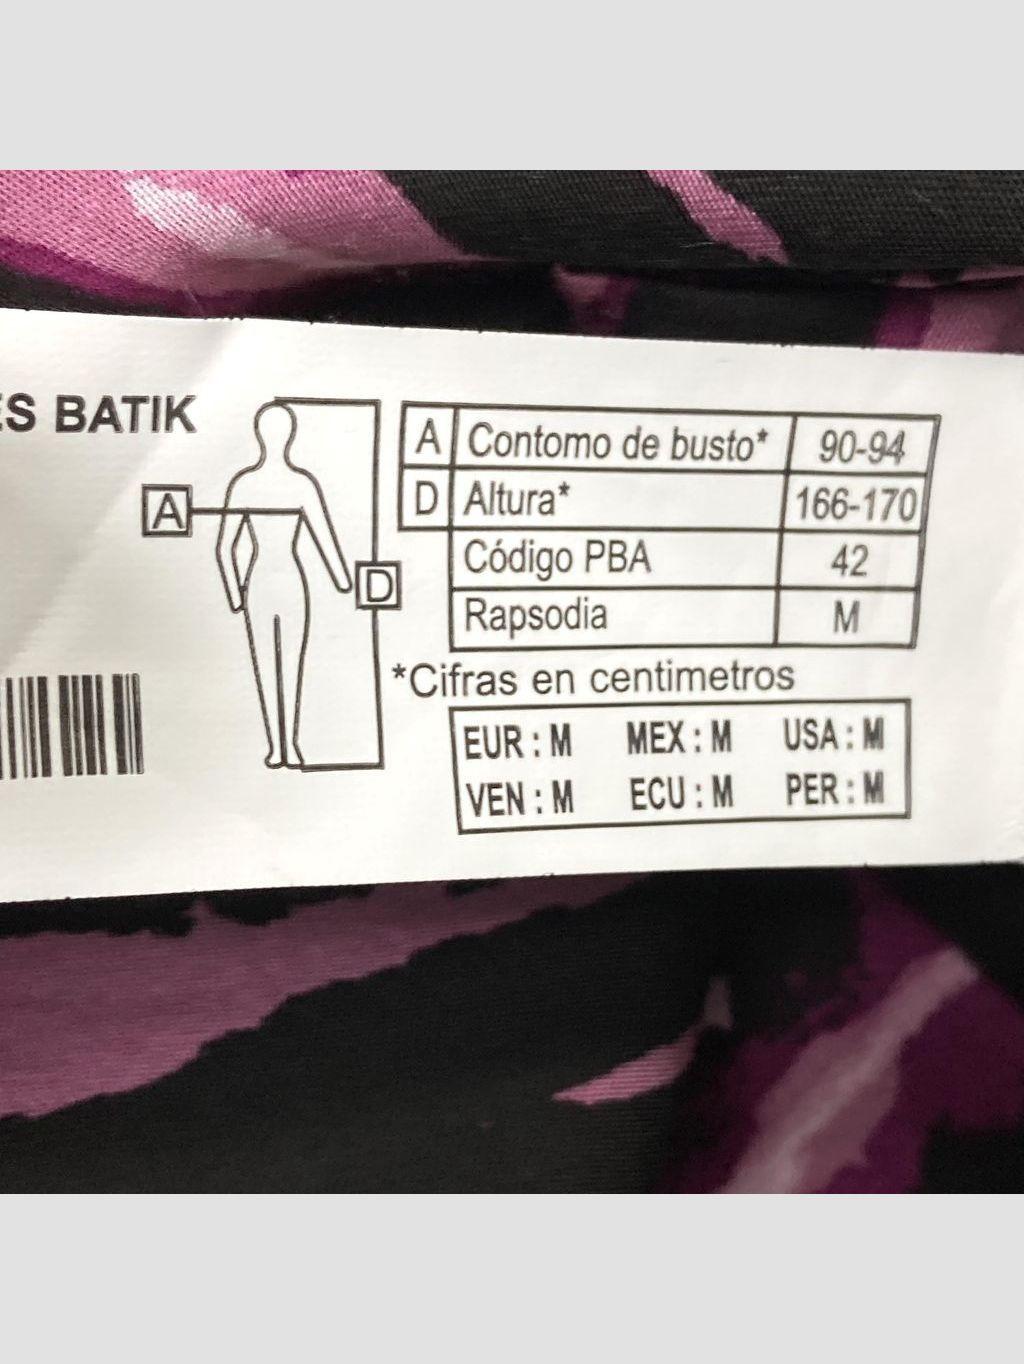 ES BATIK
A
D
A Contomo de busto* 90-94
D Altura* 166-170
Código PBA 42
Rapsodia M
*Cifras en centimetros
EUR : M MEX : M USA : M
VEN : M ECU : M PER : M